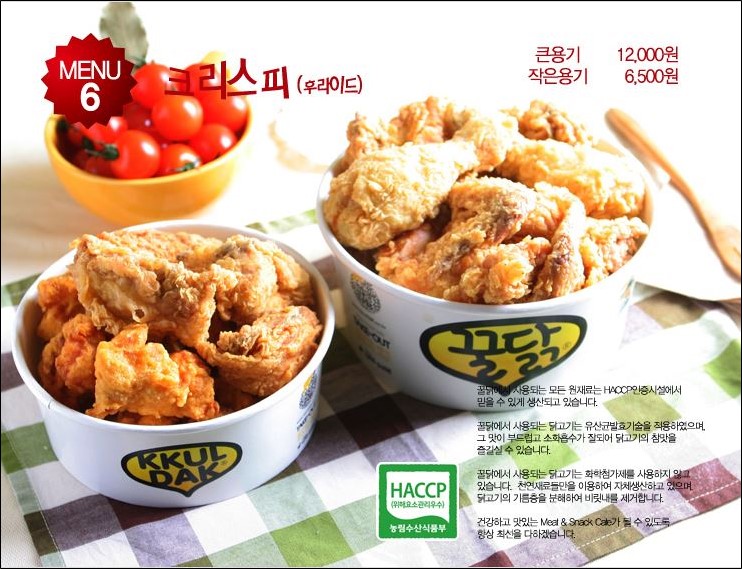 MENU
6
크리스피 (후라이드)
큰용기 12,000원
작은용기 6,500원
꿀닭
KKUL
DAK
꿀닭에서 사용되는 모든 원재료는 HACCP인증시설에서
믿을 수 있게 생산되고 있습니다.
꿀닭에서 사용되는 닭고기는 유산균발효기술을 적용하였으며,
그 맛이 부드럽고 소화흡수가 잘되어 닭고기의 참맛을
즐기실 수 있습니다.
꿀닭에서 사용되는 닭고기는 화학첨가제를 사용하지 않고
있습니다. 천연재료들만을 이용하여 자체생산하고 있으며,
닭고기의 기름층을 분해하여 비릿내를 제거합니다.
건강하고 맛있는 Meal & Snack Cafe가 될 수 있도록
항상 최선을 다하겠습니다.
HACCP
(위해요소관리우수)
농림수산식품부